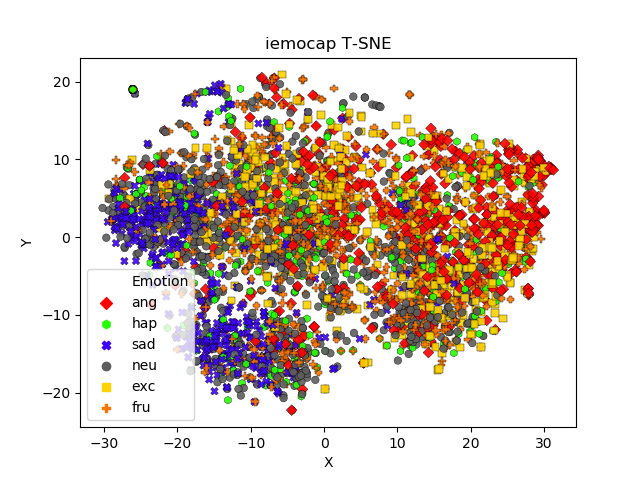 iemocap T-SNE
Y
20
10
0
−10
−20
Emotion
ang
hap
sad
neu
exc
fru
−30
−20
−10
0
10
20
30
X